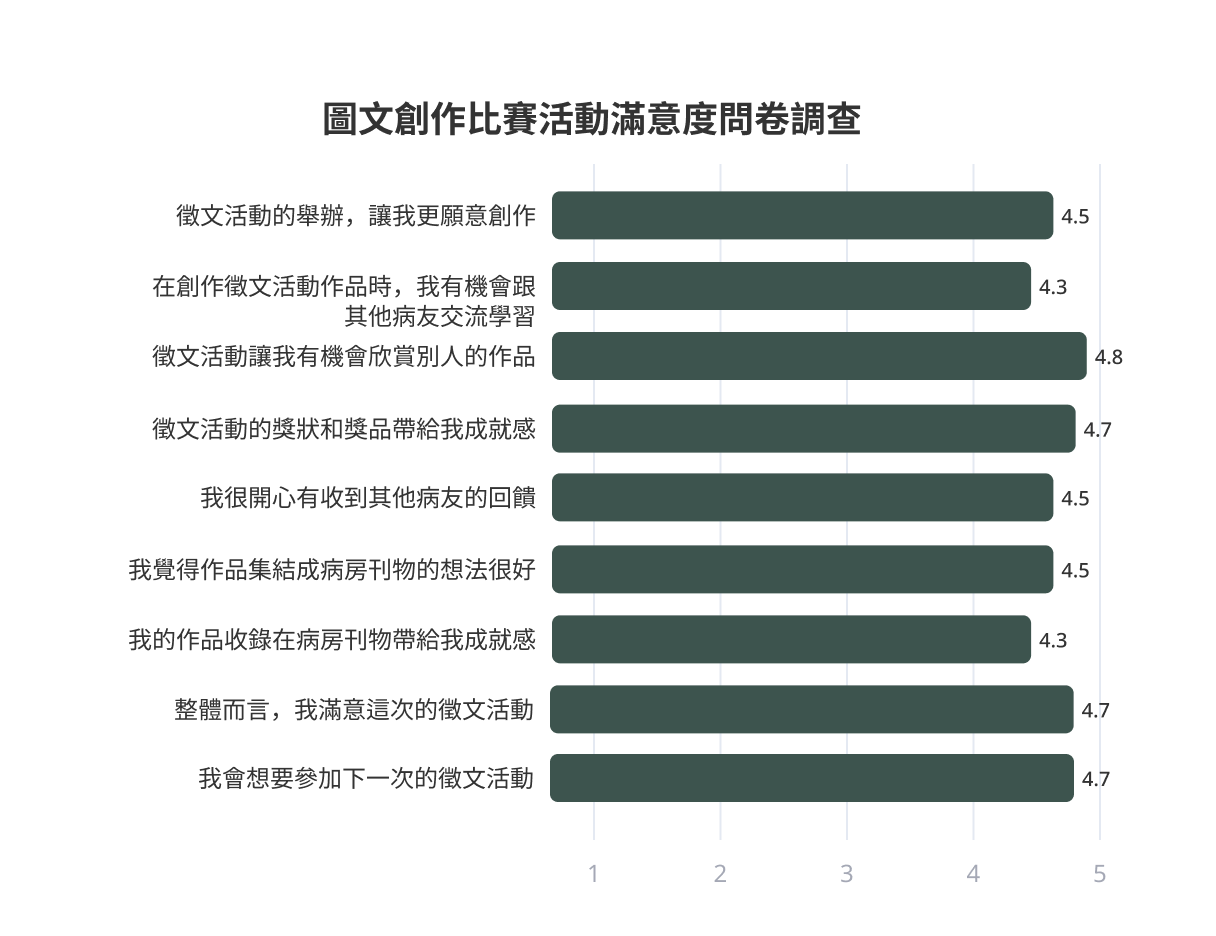 圖文創作比賽活動滿意度問卷調查
徵文活動的舉辦，讓我更願意創作
4.5
在創作徵文活動作品時，我有機會跟
其他病友交流學習
4.3
徵文活動讓我有機會欣賞別人的作品
4.8
徵文活動的獎狀和獎品帶給我成就感
4.7
我很開心有收到其他病友的回饋
4.5
我覺得作品集結成病房刊物的想法很好
4.5
我的作品收錄在病房刊物帶給我成就感
4.3
整體而言，我滿意這次的徵文活動
4.7
我會想要參加下一次的徵文活動
4.7
1 2 3 4 5